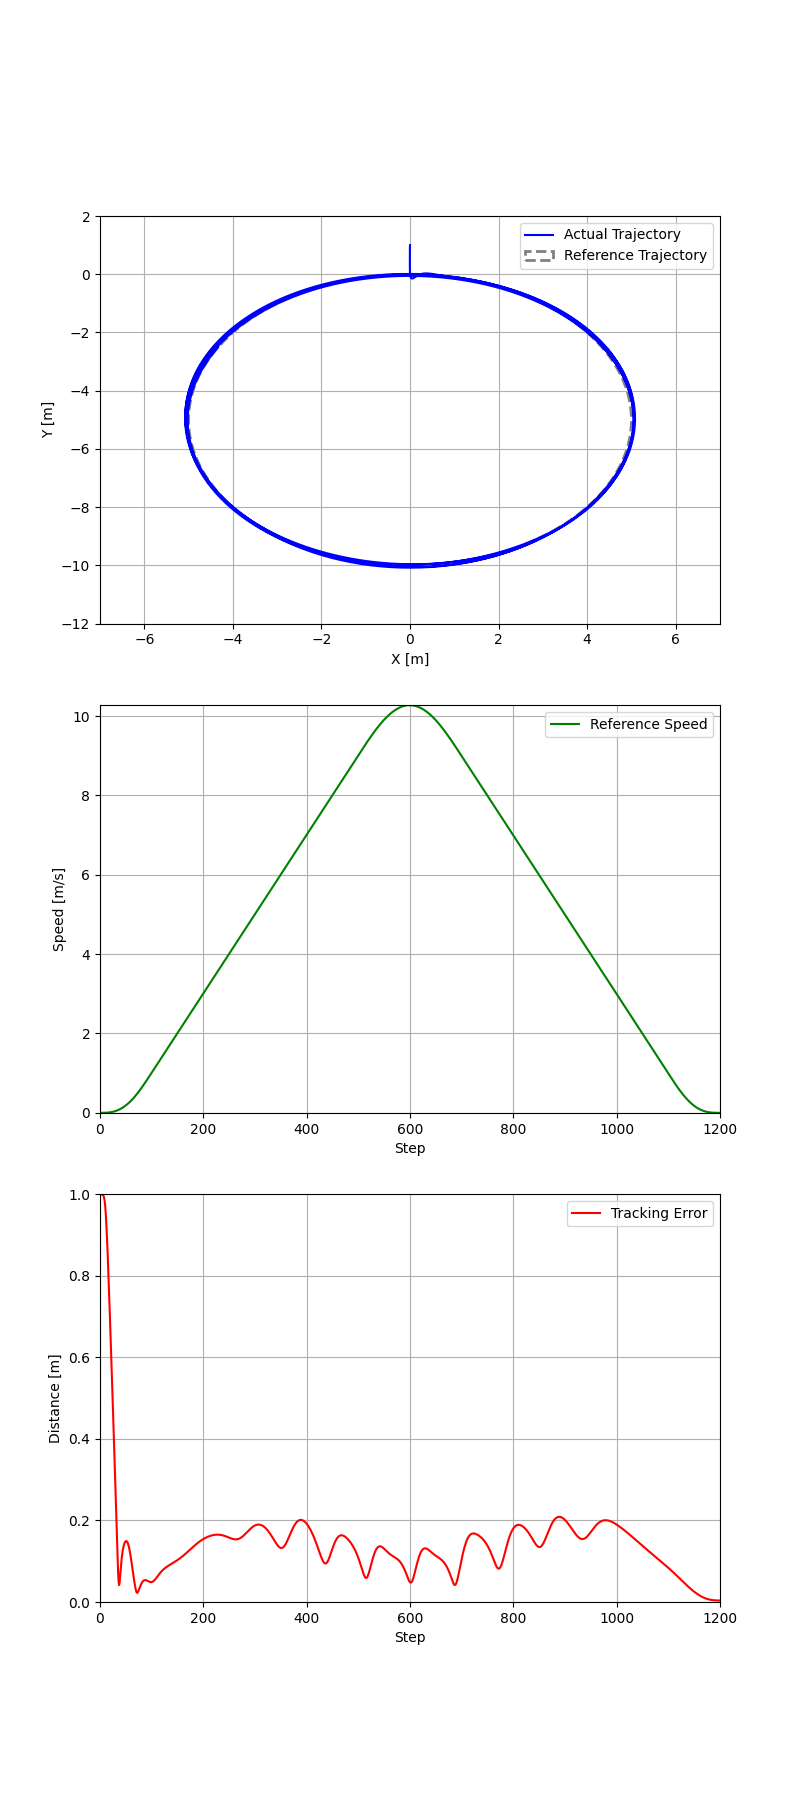 2
Actual Trajectory
Reference Trajectory
0
−2
−4
Y [m]
−6
−8
−10
−12
−6 −4 −2 0 2 4 6
X [m]
10
Reference Speed
8
6
Speed [m/s]
4
2
0
0 200 400 600 800 1000 1200
Step
1.0
Tracking Error
0.8
0.6
Distance [m]
0.4
0.2
0.0
0 200 400 600 800 1000 1200
Step